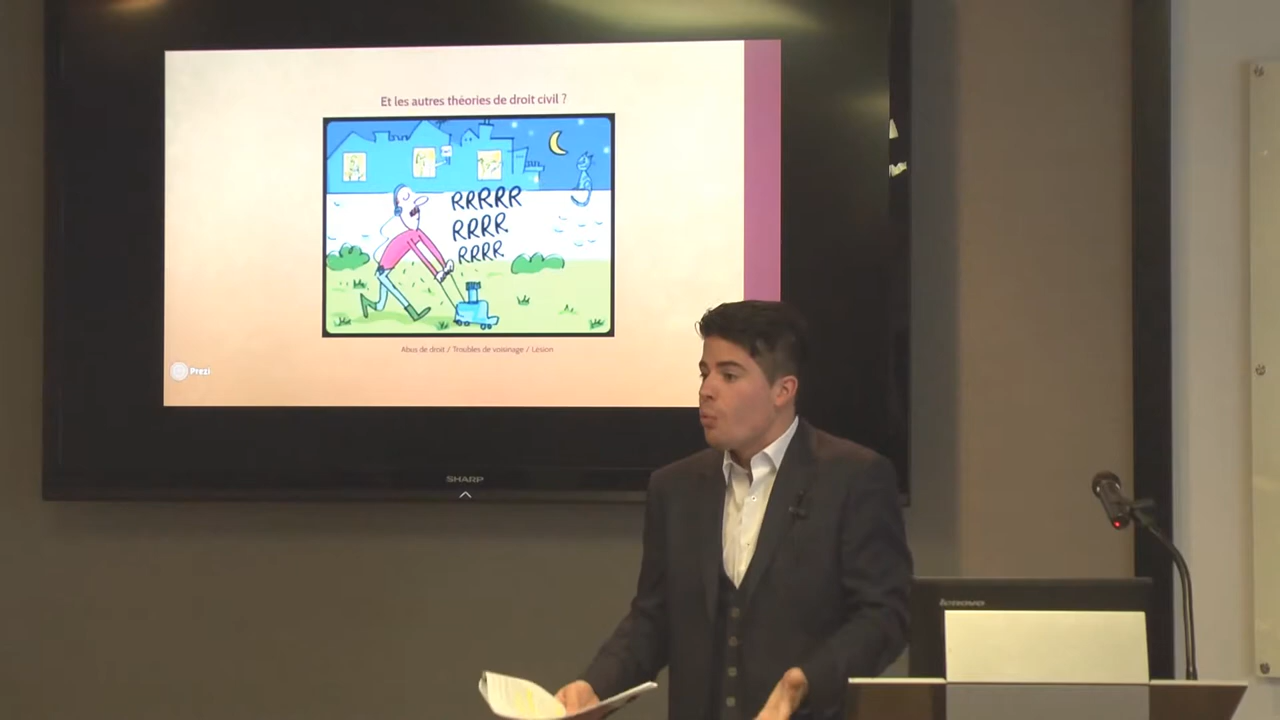 Et les autres théories de droit civil ?
RRRRR
RRRR
RRRR
Abus de droit / Troubles de voisinage / Lésion
Prezi
SHARP
lenovo